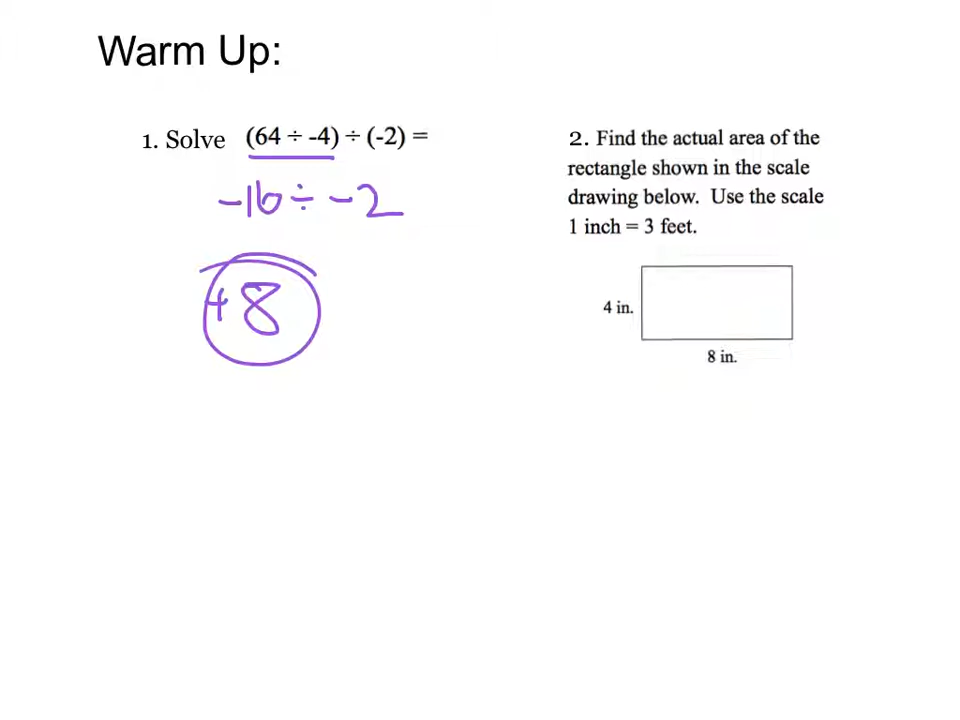 Warm Up:
1. Solve (64 ÷ -4) ÷ (-2) =
-16 ÷ -2
+8
2. Find the actual area of the
rectangle shown in the scale
drawing below. Use the scale
1 inch = 3 feet.
4 in.
8 in.